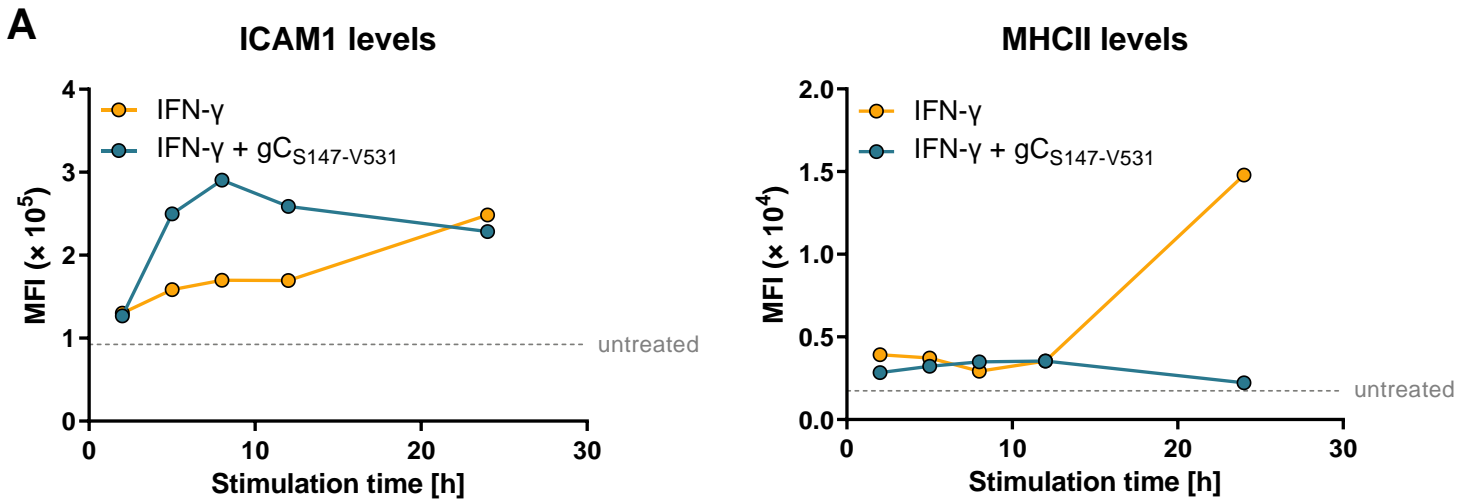 A
ICAM1 levels
MFI (× 10⁵)
4
3
2
1
0
IFN-γ
IFN-γ + gC_S147-V531
untreated
0 10 20 30
Stimulation time [h]
MHCII levels
MFI (× 10⁴)
2.0
1.5
1.0
0.5
0.0
IFN-γ
IFN-γ + gC_S147-V531
untreated
0 10 20 30
Stimulation time [h]